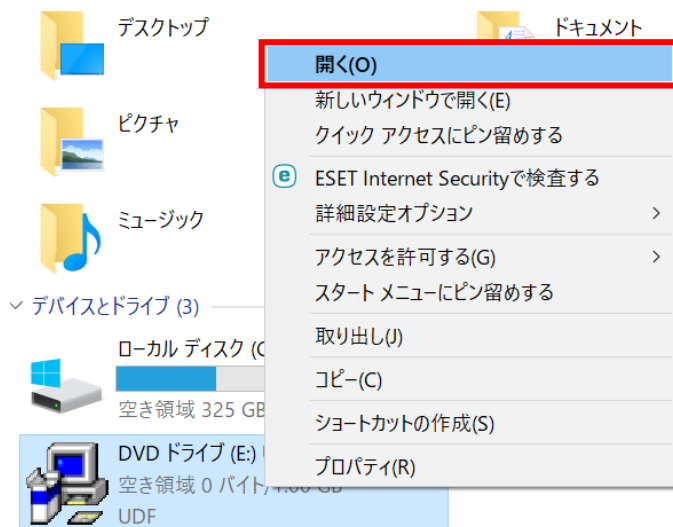 デスクトップ
ドキュメント
ピクチャ
ミュージック
デバイスとドライブ (3)
ローカル ディスク (C
空き領域 325 GB
DVD ドライブ (E:)
空き領域 0 バイト/4.00 GB
UDF
開く(O)
新しいウィンドウで開く(E)
クイック アクセスにピン留めする
e
ESET Internet Securityで検査する
詳細設定オプション
アクセスを許可する(G)
スタート メニューにピン留めする
取り出し(J)
コピー(C)
ショートカットの作成(S)
プロパティ(R)